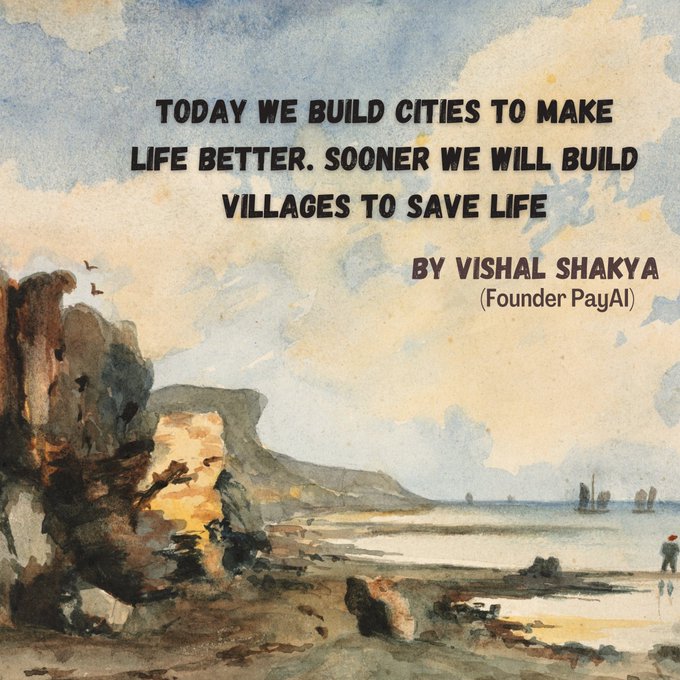 TODAY WE BUILD CITIES TO MAKE
LIFE BETTER. SOONER WE WILL BUILD
VILLAGES TO SAVE LIFE
BY VISHAL SHAKYA
(Founder PayAI)